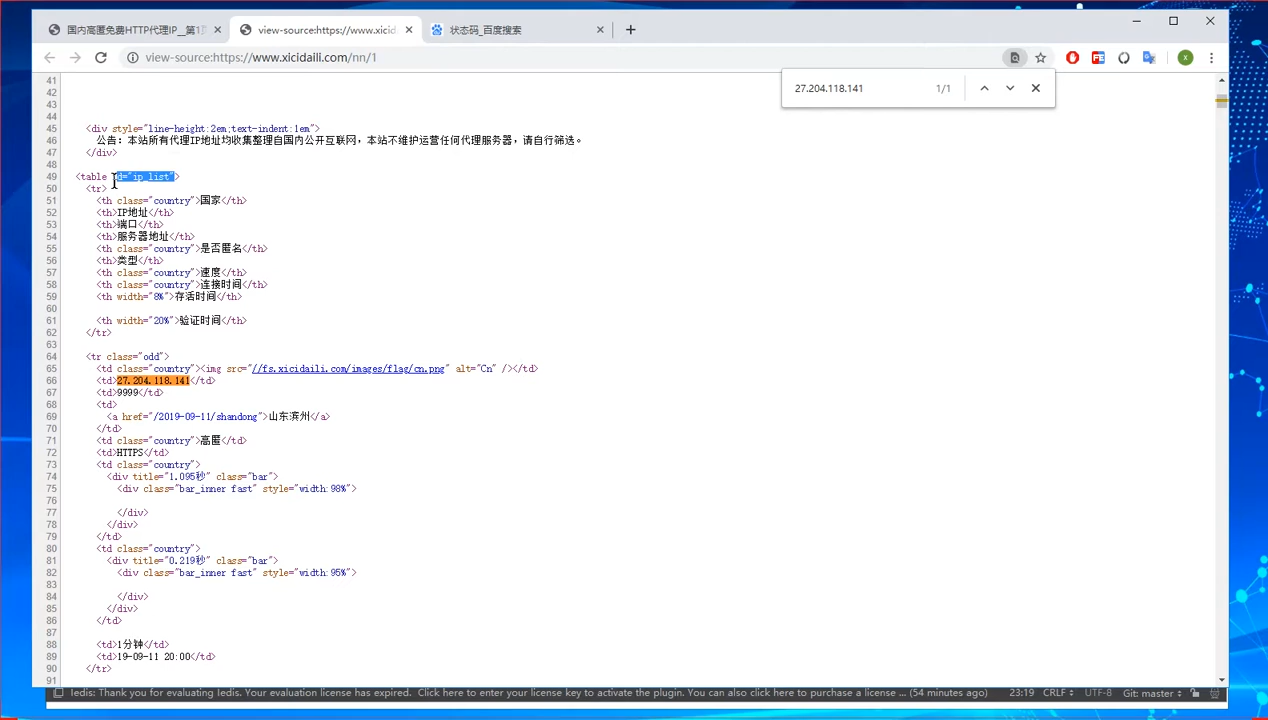 国内高匿免费HTTP代理IP__第1
view-source:https://www.xicid
状态码_百度搜索
view-source:https://www.xicidaili.com/nn/1
27.204.118.141
1/1
41
42
43
44
45 <div style="line-height:2em;text-indent:1em">
46 公告：本站所有代理IP地址均收集整理自国内公开互联网，本站不维护运营任何代理服务器，请自行筛选。
47 </div>
48
49 <table id="ip_list">
50 <tr>
51 <th class="country">国家</th>
52 <th>IP地址</th>
53 <th>端口</th>
54 <th>服务器地址</th>
55 <th class="country">是否匿名</th>
56 <th>类型</th>
57 <th class="country">速度</th>
58 <th class="country">连接时间</th>
59 <th width="8%">存活时间</th>
60
61 <th width="20%">验证时间</th>
62 </tr>
63
64 <tr class="odd">
65 <td class="country"><img src="//fs.xicidaili.com/images/flag/cn.png" alt="Cn" /></td>
66 <td>27.204.118.141</td>
67 <td>9999</td>
68 <td>
69 <a href="/2019-09-11/shandong">山东滨州</a>
70 </td>
71 <td class="country">高匿</td>
72 <td>HTTPS</td>
73 <td class="country">
74 <div title="1.095秒" class="bar">
75 <div class="bar_inner fast" style="width:98%">
76
77 </div>
78 </div>
79 </td>
80 <td class="country">
81 <div title="0.219秒" class="bar">
82 <div class="bar_inner fast" style="width:95%">
83
84 </div>
85 </div>
86 </td>
87
88 <td>1分钟</td>
89 <td>19-09-11 20:00</td>
90 </tr>
91
Iedis: Thank you for evaluating Iedis. Your evaluation license has expired. Click here to enter your license key to activate the plugin. You can also click here to purchase a license ... (54 minutes ago) 23:19 CRLF UTF-8 Git: master